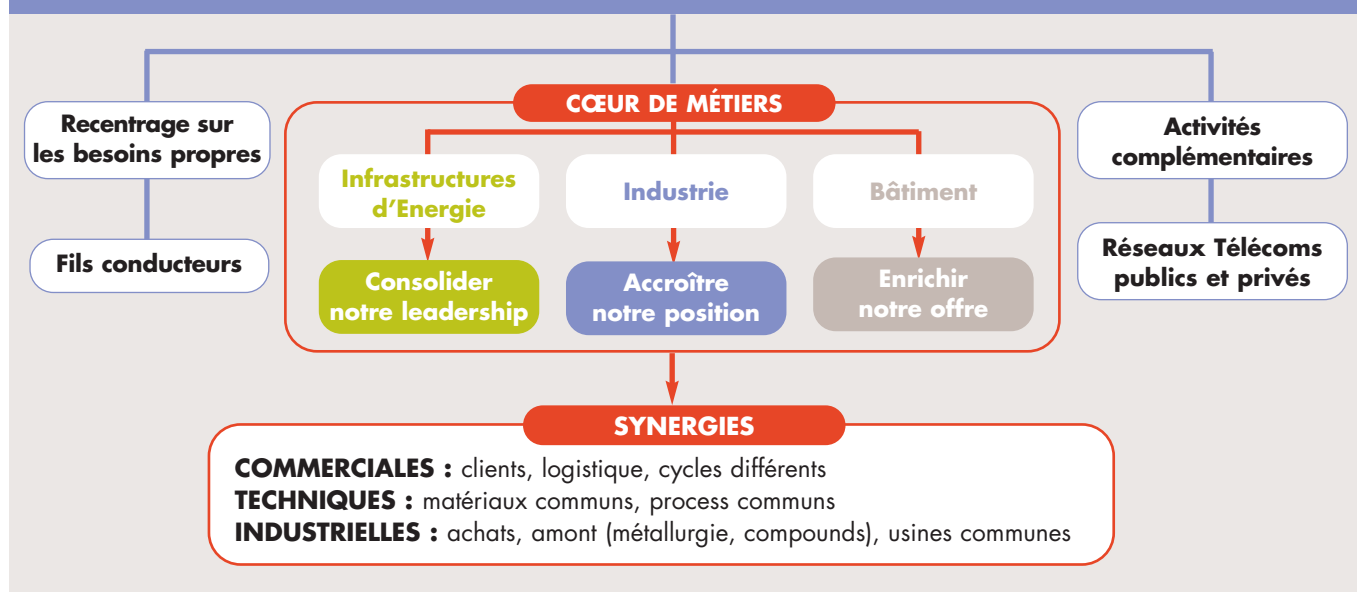 Recentrage sur
les besoins propres
Fils conducteurs
CŒUR DE MÉTIERS
Infrastructures
d'Energie
Industrie
Bâtiment
Consolider
notre leadership
Accroître
notre position
Enrichir
notre offre
Activités
complémentaires
Réseaux Télécoms
publics et privés
SYNERGIES
COMMERCIALES : clients, logistique, cycles différents
TECHNIQUES : matériaux communs, process communs
INDUSTRIELLES : achats, amont (métallurgie, compounds), usines communes